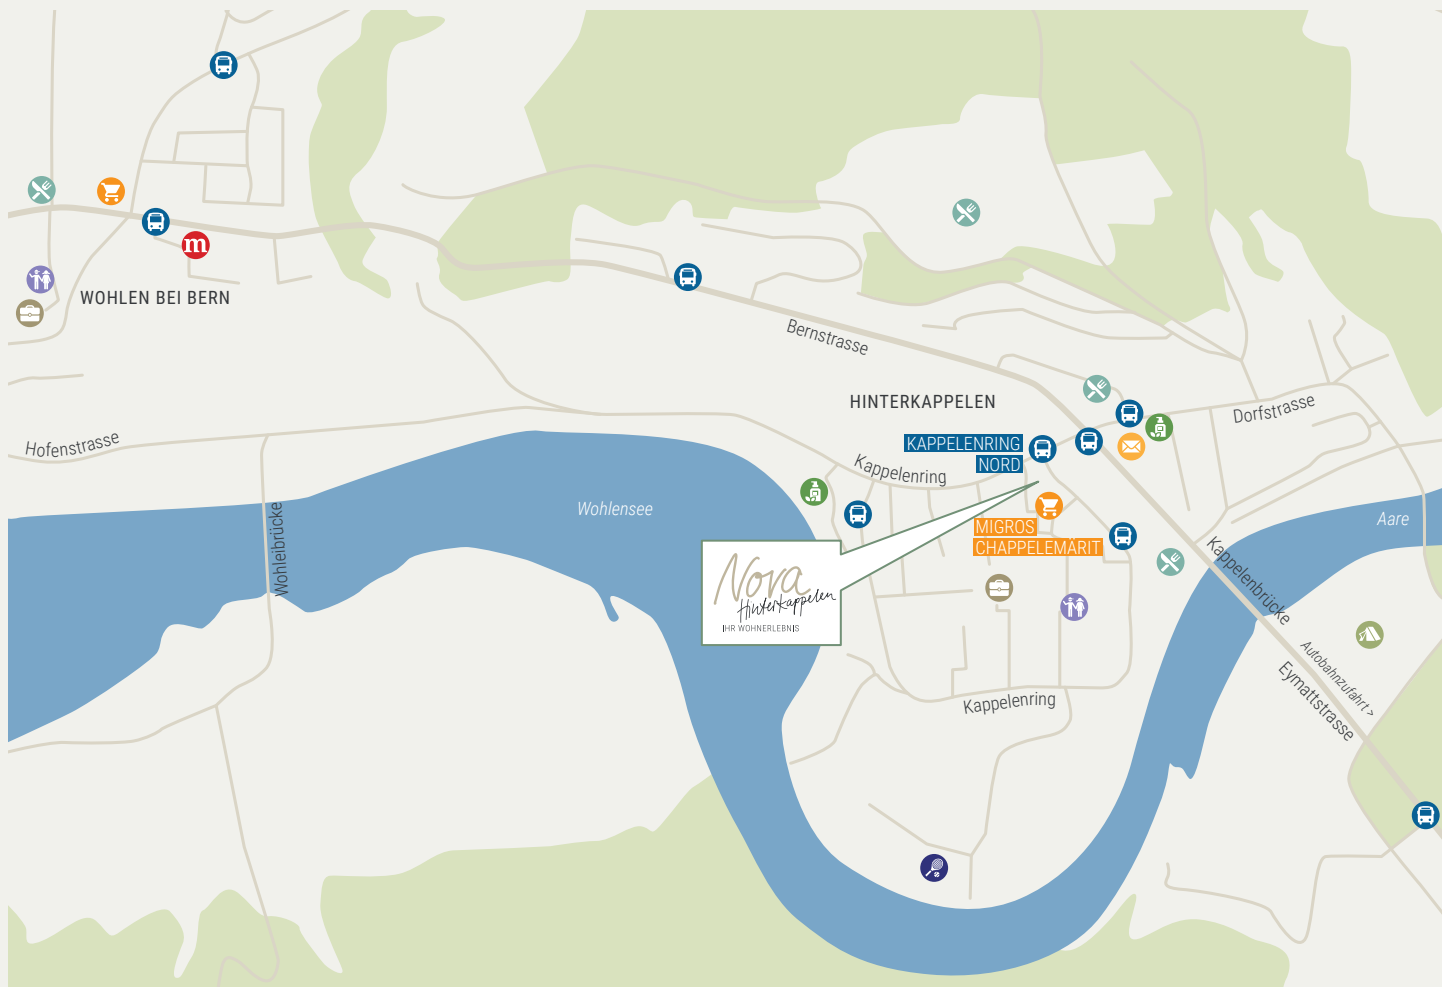 m
WOHLEN BEI BERN
Bernstrasse
HINTERKAPPELEN
Dorfstrasse
Hofenstrasse
KAPPELENRING
NORD
Kappelenring
Wohlensee
Wohleibrücke
MIGROS
CHAPPELEMÄRIT
Aare
Kappelenbrücke
Nova
Hinterkappelen
IHR WOHNERLEBNIS
Autobahnzufahrt >
Eymattstrasse
Kappelenring